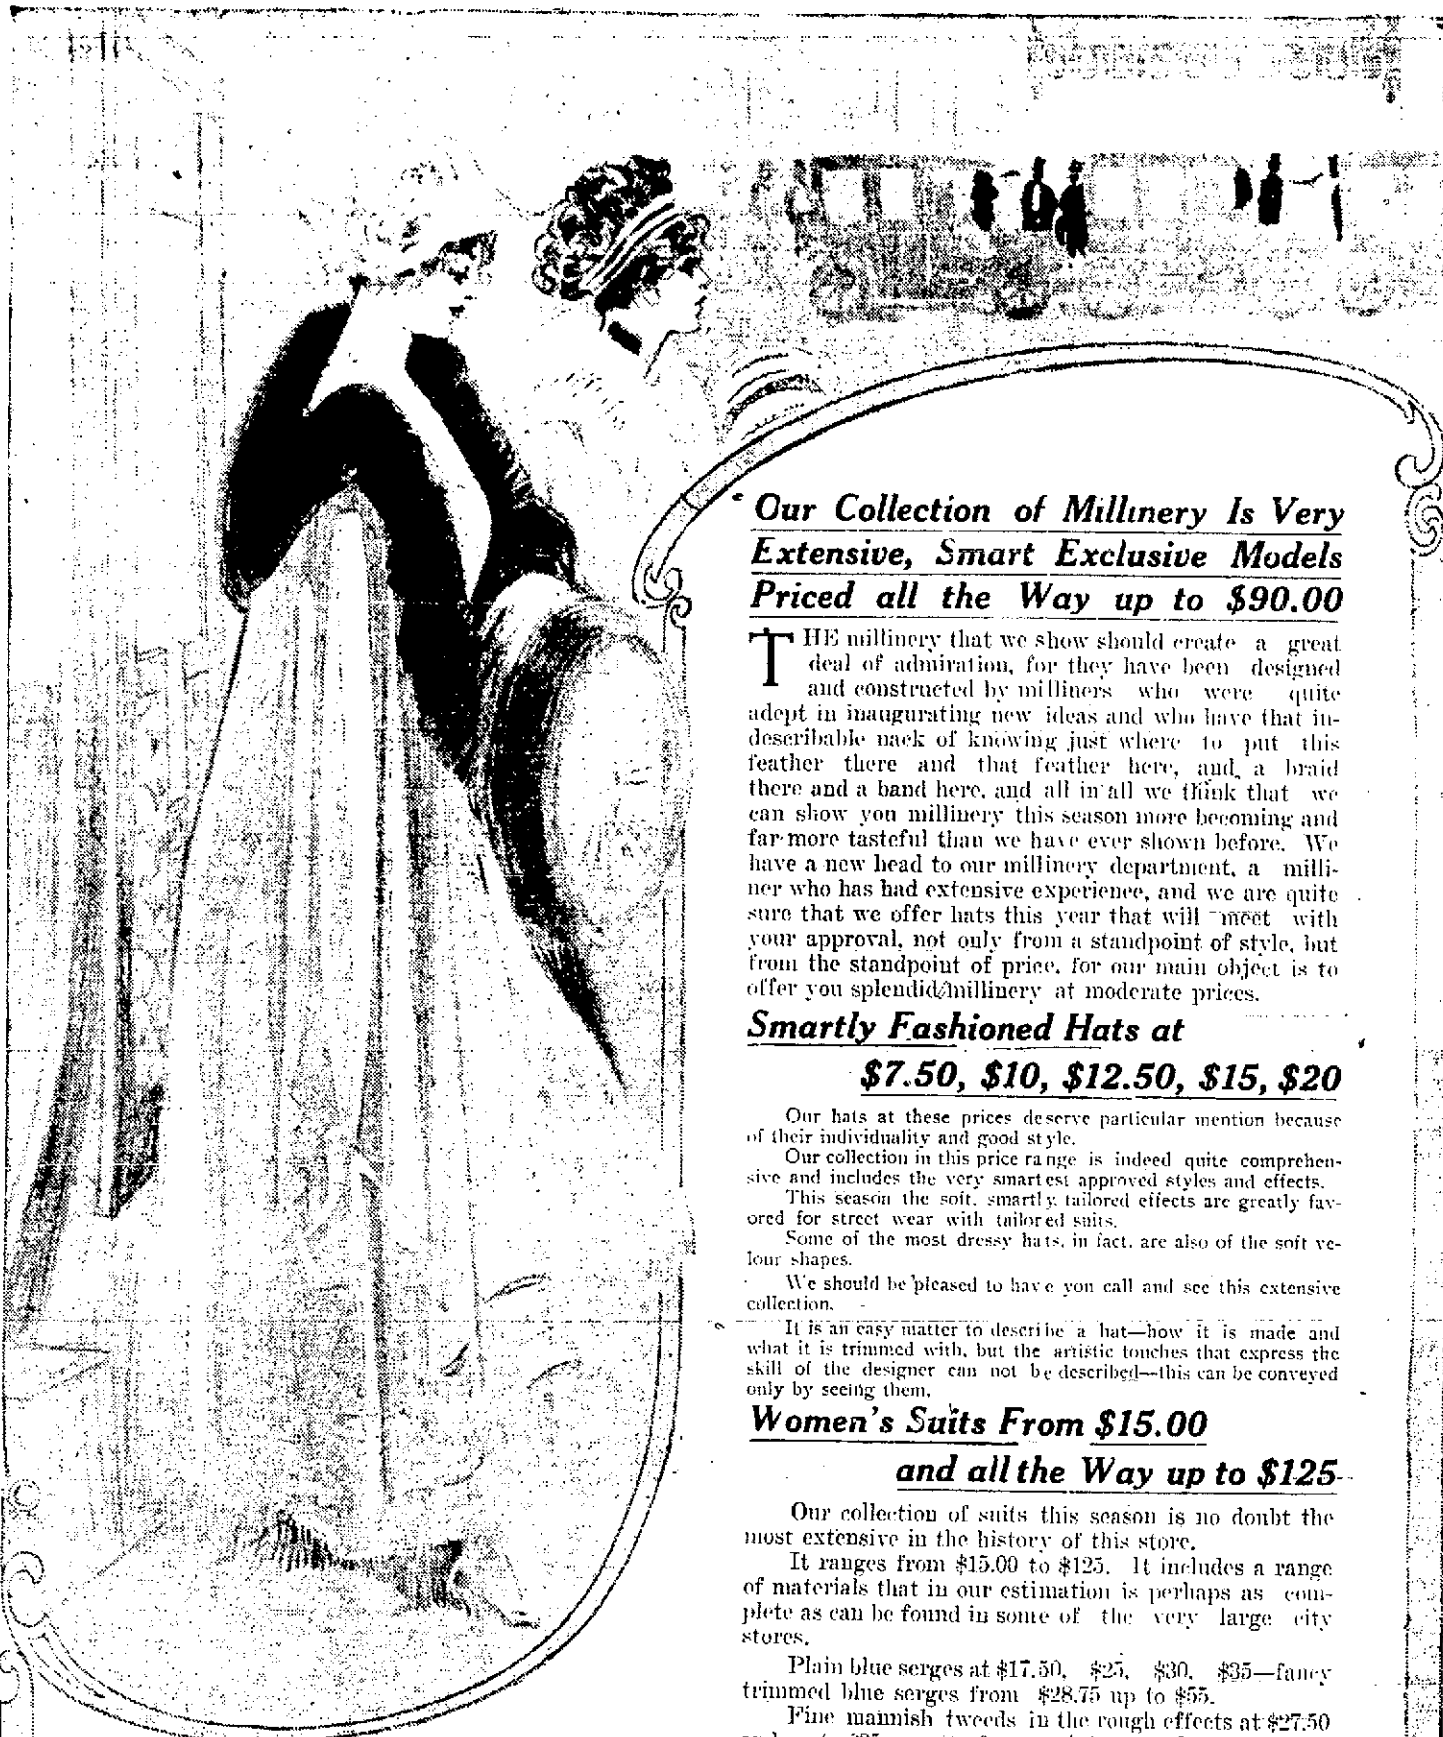 Our Collection of Millinery Is Very
Extensive, Smart Exclusive Models
Priced all the Way up to $90.00
THE millinery that we show should create a great
deal of admiration, for they have been designed
and constructed by milliners who were quite
adept in inaugurating new ideas and who have that in-
describable nack of knowing just where to put this
feather there and that feather here, and a braid
there and a band here, and all in all we think that we
can show you millinery this season more becoming and
far more tasteful than we have ever shown before. We
have a new head to our millinery department, a milli-
ner who has had extensive experience, and we are quite
sure that we offer hats this year that will meet with
your approval, not only from a standpoint of style, but
from the standpoint of price, for our main object is to
offer you splendid millinery at moderate prices.
Smartly Fashioned Hats at
$7.50, $10, $12.50, $15, $20
Our hats at these prices deserve particular mention because
of their individuality and good style.
Our collection in this price range is indeed quite comprehen-
sive and includes the very smartest approved styles and effects.
This season the soft, smartly tailored effects are greatly fav-
ored for street wear with tailored suits.
Some of the most dressy hats, in fact, are also of the soft ve-
lour shapes.
We should be pleased to have you call and see this extensive
collection.
It is an easy matter to describe a hat—how it is made and
what it is trimmed with, but the artistic touches that express the
skill of the designer can not be described—this can be conveyed
only by seeing them.
Women's Suits From $15.00
and all the Way up to $125
Our collection of suits this season is no doubt the
most extensive in the history of this store.
It ranges from $15.00 to $125. It includes a range
of materials that in our estimation is perhaps as com-
plete as can be found in some of the very large city
stores.
Plain blue serges at $17.50, $25, $30, $35—fancy
trimmed blue serges from $28.75 up to $55.
Fine mannish tweeds in the rough effects at $27.50